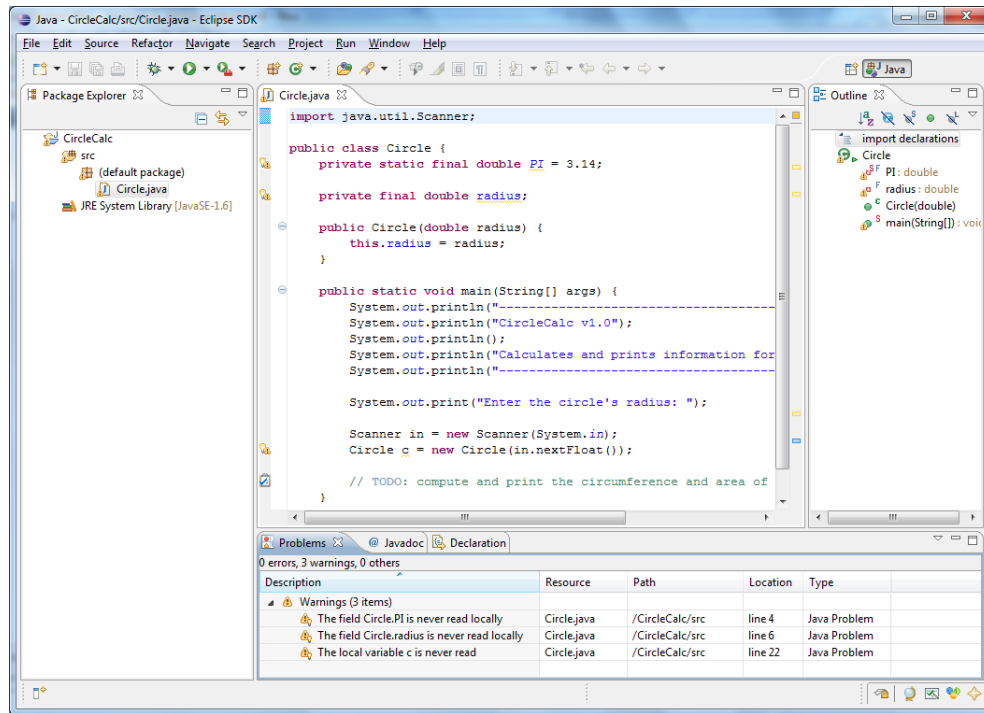 Java - CircleCalc/src/Circle.java - Eclipse SDK
File Edit Source Refactor Navigate Search Project Run Window Help
Java
Package Explorer
CircleCalc
src
(default package)
Circle.java
JRE System Library [JavaSE-1.6]
Circle.java
import java.util.Scanner;
public class Circle {
private static final double PI = 3.14;
private final double radius;
public Circle(double radius) {
this.radius = radius;
}
public static void main(String[] args) {
System.out.println("--------------------------------------
System.out.println("CircleCalc v1.0");
System.out.println();
System.out.println("Calculates and prints information for
System.out.println("--------------------------------------
System.out.print("Enter the circle's radius: ");
Scanner in = new Scanner(System.in);
Circle c = new Circle(in.nextFloat());
// TODO: compute and print the circumference and area of
}
Outline
import declarations
Circle
PI : double
radius : double
Circle(double)
main(String[]) : voic
Problems @ Javadoc Declaration
0 errors, 3 warnings, 0 others
Description Resource Path Location Type
Warnings (3 items)
The field Circle.PI is never read locally Circle.java /CircleCalc/src line 4 Java Problem
The field Circle.radius is never read locally Circle.java /CircleCalc/src line 6 Java Problem
The local variable c is never read Circle.java /CircleCalc/src line 22 Java Problem